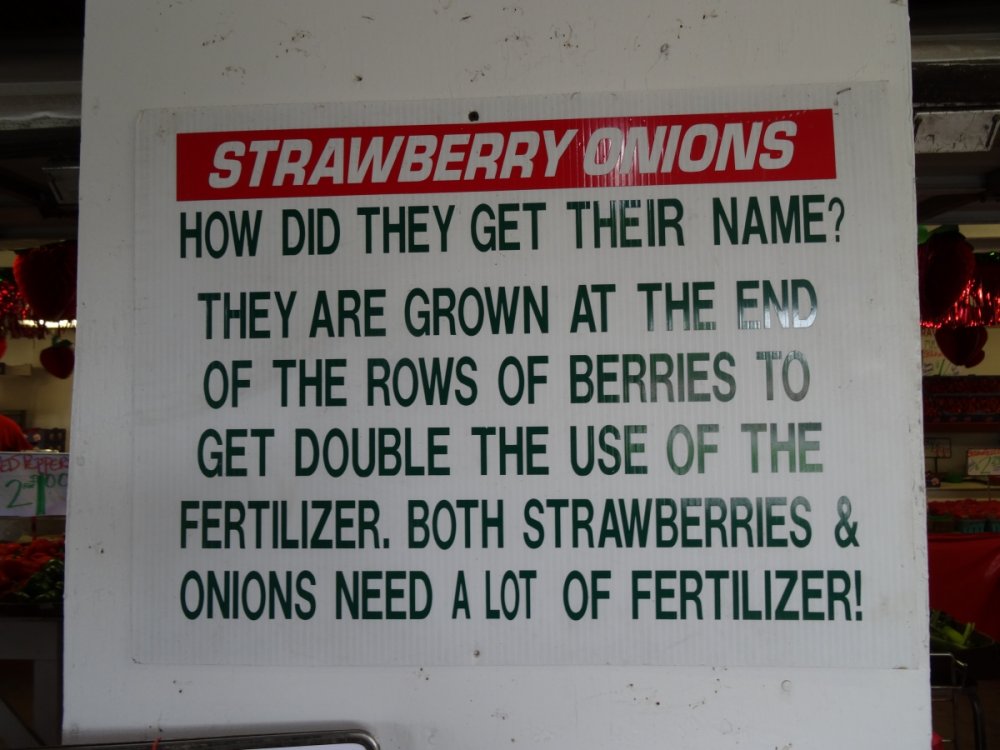 STRAWBERRY ONIONS
HOW DID THEY GET THEIR NAME?
THEY ARE GROWN AT THE END
OF THE ROWS OF BERRIES TO
GET DOUBLE THE USE OF THE
FERTILIZER. BOTH STRAWBERRIES &
ONIONS NEED A LOT OF FERTILIZER!